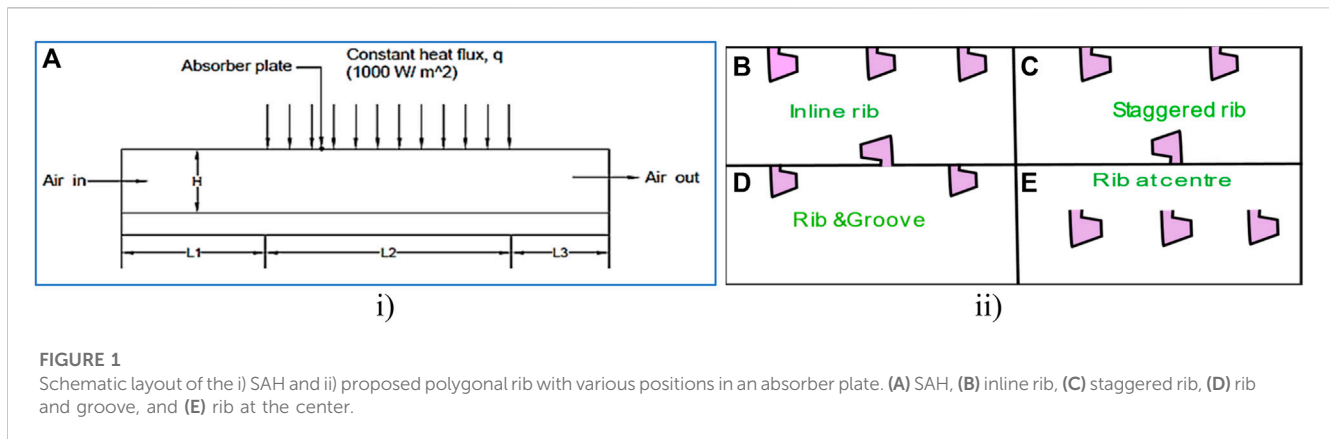 A
Constant heat flux, q
(1000 W/ m^2)
Absorber plate
Air in
H
Air out
L1
L2
L3
i)
B
Inline rib
C
Staggered rib
D
Rib &Groove
E
Rib at centre
ii)
FIGURE 1
Schematic layout of the i) SAH and ii) proposed polygonal rib with various positions in an absorber plate. (A) SAH, (B) inline rib, (C) staggered rib, (D) rib
and groove, and (E) rib at the center.